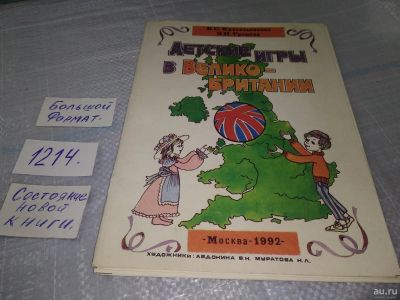 Детские игры
в Велико-
британии
-Москва-1992-
Художники: Авдонина В.Н. Муратова Н.Л.
Большой
формат.
1214.
Состояние
новой
книги.
au.ru